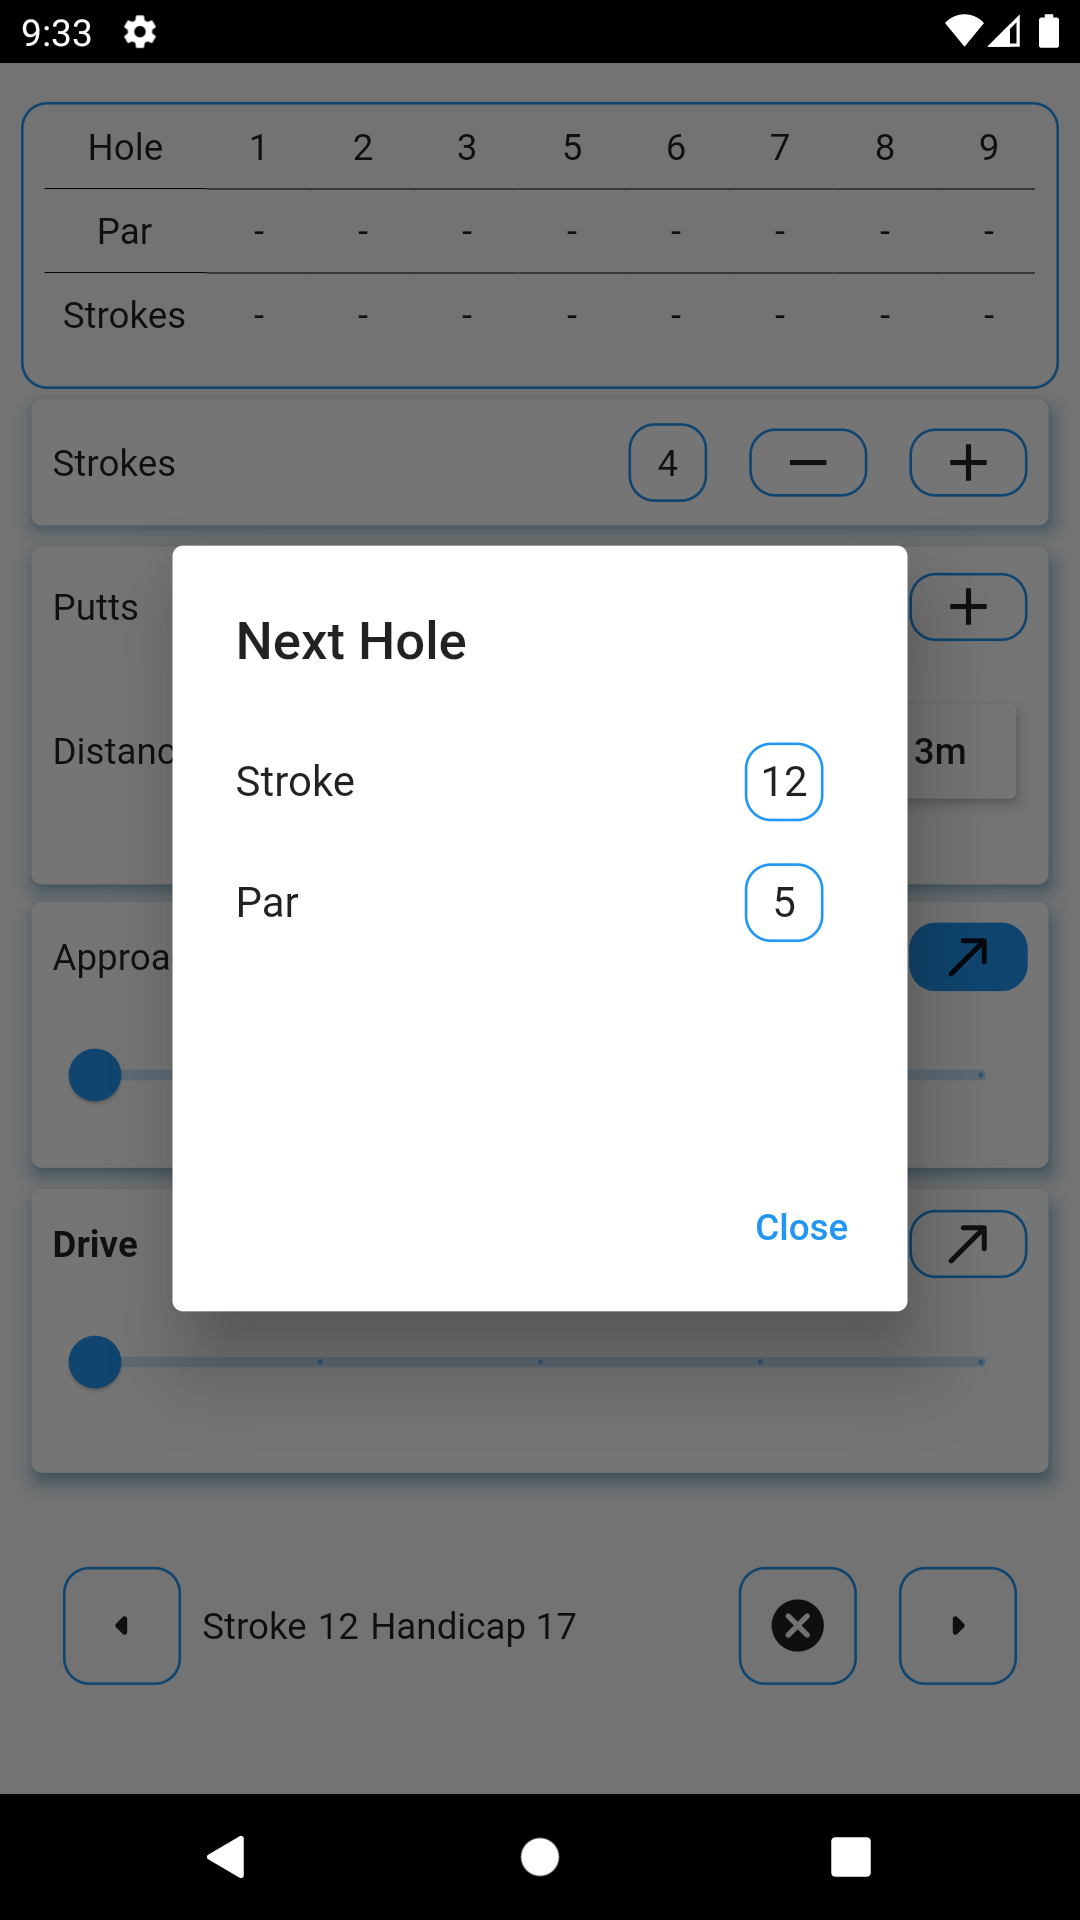 9:33
Hole 1 2 3 5 6 7 8 9
Par - - - - - - - -
Strokes - - - - - - - -
Strokes 4
Putts
Distanc
3m
Approa
Drive
Next Hole
Stroke 12
Par 5
Close
Stroke 12 Handicap 17